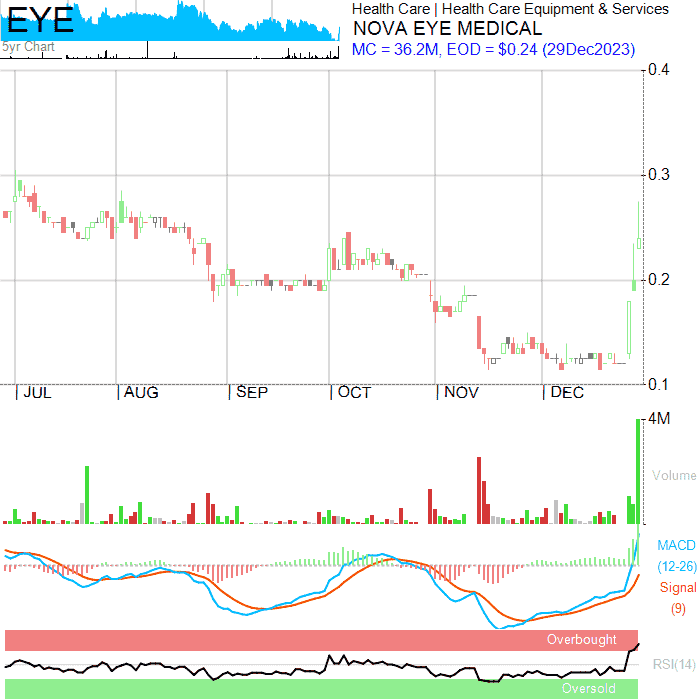 EYE
5yr Chart
Health Care | Health Care Equipment & Services
NOVA EYE MEDICAL
MC = 36.2M, EOD = $0.24 (29Dec2023)
0.4
0.3
0.2
0.1
JUL AUG SEP OCT NOV DEC
4M
Volume
MACD
(12-26)
Signal
(9)
Overbought
RSI(14)
Oversold